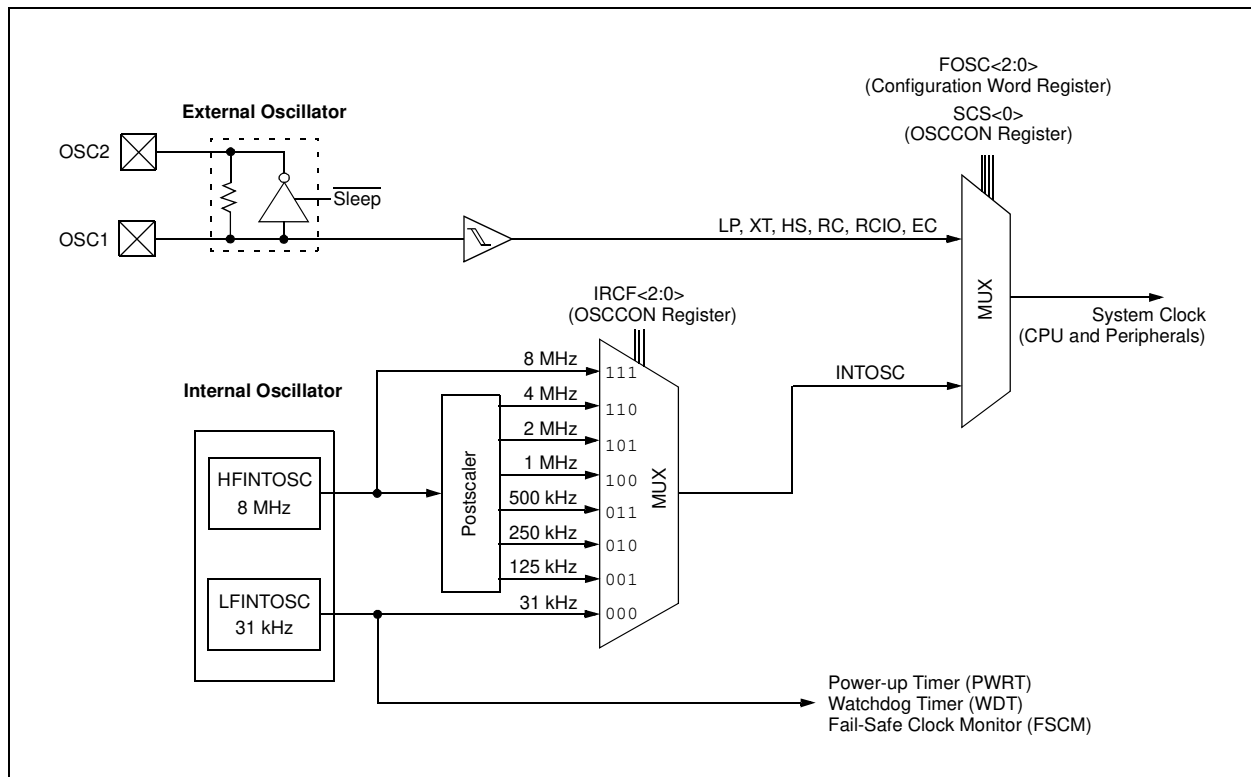 FOSC<2:0>
(Configuration Word Register)
SCS<0>
(OSCCON Register)
External Oscillator
OSC2
Sleep
OSC1
LP, XT, HS, RC, RCIO, EC
MUX
System Clock
(CPU and Peripherals)
IRCF<2:0>
(OSCCON Register)
INTOSC
Internal Oscillator
HFINTOSC
8 MHz
LFINTOSC
31 kHz
Postscaler
8 MHz
4 MHz
2 MHz
1 MHz
500 kHz
250 kHz
125 kHz
31 kHz
111
110
101
100
011
010
001
000
MUX
Power-up Timer (PWRT)
Watchdog Timer (WDT)
Fail-Safe Clock Monitor (FSCM)